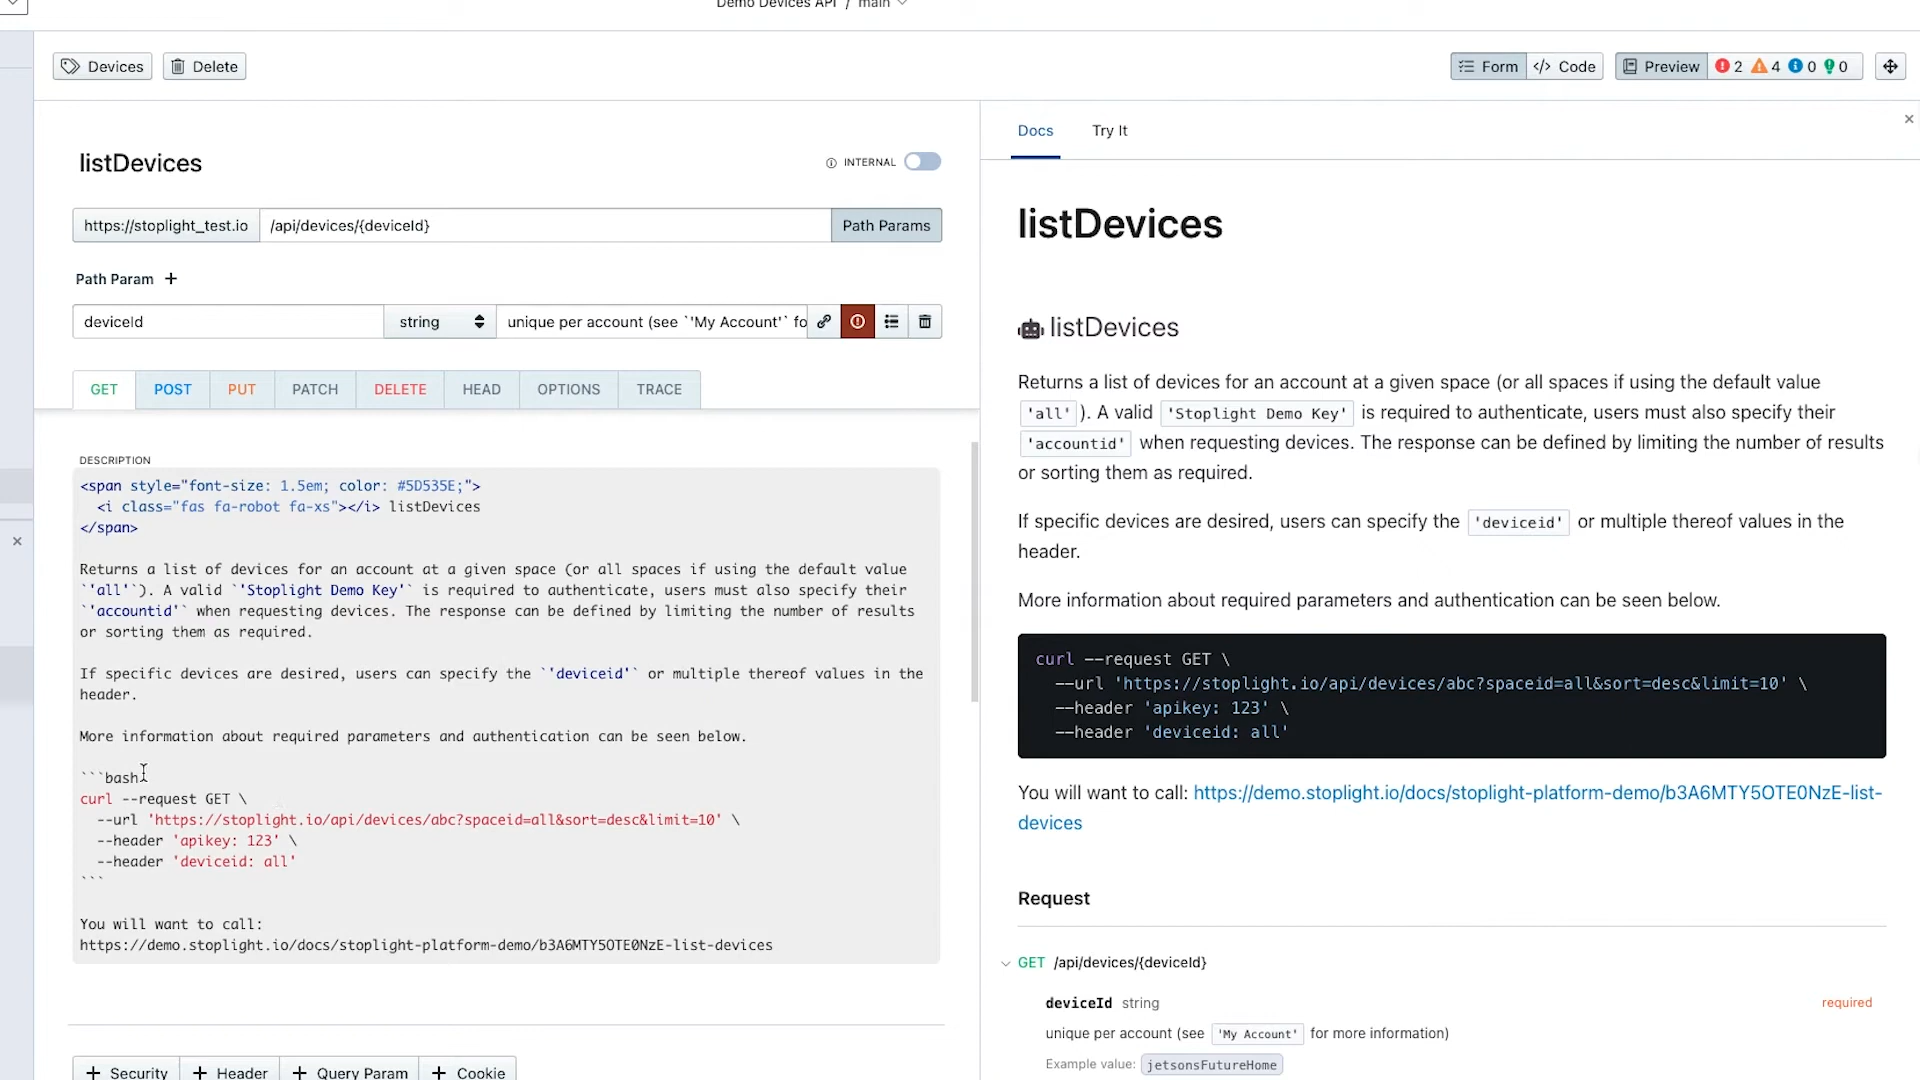 Demo Devices API / main
Devices
Delete
Form
Code
Preview
2
4
0
0
listDevices
INTERNAL
https://stoplight_test.io
/api/devices/{deviceId}
Path Params
Path Param +
deviceId
string
unique per account (see `'My Account'` fo
GET
POST
PUT
PATCH
DELETE
HEAD
OPTIONS
TRACE
DESCRIPTION
<span style="font-size: 1.5em; color: #5D535E;">
<i class="fas fa-robot fa-xs"></i> listDevices
</span>
Returns a list of devices for an account at a given space (or all spaces if using the default value
`'all'`). A valid `'Stoplight Demo Key'` is required to authenticate, users must also specify their
`'accountid'` when requesting devices. The response can be defined by limiting the number of results
or sorting them as required.
If specific devices are desired, users can specify the `'deviceid'` or multiple thereof values in the
header.
More information about required parameters and authentication can be seen below.
```bash
curl --request GET \
--url 'https://stoplight.io/api/devices/abc?spaceid=all&sort=desc&limit=10' \
--header 'apikey: 123' \
--header 'deviceid: all'
```
You will want to call:
https://demo.stoplight.io/docs/stoplight-platform-demo/b3A6MTY5OTE0NzE-list-devices
+ Security
+ Header
+ Query Param
+ Cookie
Docs
Try It
listDevices
listDevices
Returns a list of devices for an account at a given space (or all spaces if using the default value
'all' ). A valid 'Stoplight Demo Key' is required to authenticate, users must also specify their
'accountid' when requesting devices. The response can be defined by limiting the number of results
or sorting them as required.
If specific devices are desired, users can specify the 'deviceid' or multiple thereof values in the
header.
More information about required parameters and authentication can be seen below.
curl --request GET \
--url 'https://stoplight.io/api/devices/abc?spaceid=all&sort=desc&limit=10' \
--header 'apikey: 123' \
--header 'deviceid: all'
You will want to call: https://demo.stoplight.io/docs/stoplight-platform-demo/b3A6MTY5OTE0NzE-list-
devices
Request
GET /api/devices/{deviceId}
deviceId string
required
unique per account (see 'My Account' for more information)
Example value: jetsonsFutureHome